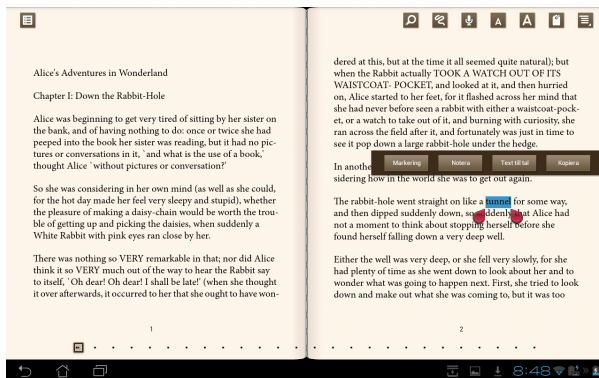 Alice's Adventures in Wonderland
Chapter I: Down the Rabbit-Hole
Alice was beginning to get very tired of sitting by her sister on
the bank, and of having nothing to do: once or twice she had
peeped into the book her sister was reading, but it had no pic-
tures or conversations in it, `and what is the use of a book,'
thought Alice `without pictures or conversation?'
So she was considering in her own mind (as well as she could,
for the hot day made her feel very sleepy and stupid), whether
the pleasure of making a daisy-chain would be worth the trou-
ble of getting up and picking the daisies, when suddenly a
White Rabbit with pink eyes ran close by her.
There was nothing so VERY remarkable in that; nor did Alice
think it so VERY much out of the way to hear the Rabbit say
to itself, `Oh dear! Oh dear! I shall be late!' (when she thought
it over afterwards, it occurred to her that she ought to have won-
1
A A
dered at this, but at the time it all seemed quite natural); but
when the Rabbit actually TOOK A WATCH OUT OF ITS
WAISTCOAT- POCKET, and looked at it, and then hurried
on, Alice started to her feet, for it flashed across her mind that
she had never before seen a rabbit with either a waistcoat-pock-
et, or a watch to take out of it, and burning with curiosity, she
ran across the field after it, and fortunately was just in time to
see it pop down a large rabbit-hole under the hedge.
Markering Notera Text till tal Kopiera
In anothe
sidering how in the world she was to get out again.
The rabbit-hole went straight on like a tunnel for some way,
and then dipped suddenly down, so suddenly that Alice had
not a moment to think about stopping herself before she
found herself falling down a very deep well.
Either the well was very deep, or she fell very slowly, for she
had plenty of time as she went down to look about her and to
wonder what was going to happen next. First, she tried to look
down and make out what she was coming to, but it was too
2
8:48